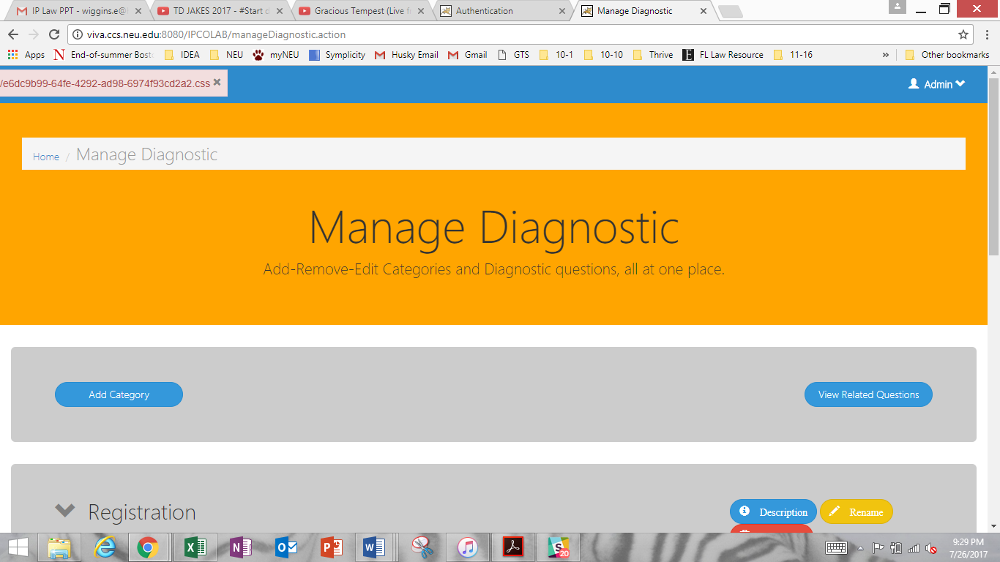 IP Law PPT - wiggins.e@
TD JAKES 2017 - #Start d
Gracious Tempest (Live f
Authentication
Manage Diagnostic
viva.ccs.neu.edu:8080/IPCOLAB/manageDiagnostic.action
Apps
End-of-summer Bost
IDEA
NEU
myNEU
Symplicity
Husky Email
Gmail
GTS
10-1
10-10
Thrive
FL Law Resource
11-16
»
Other bookmarks
/e6dc9b99-64fe-4292-ad98-6974f93cd2a2.css
Admin
Home / Manage Diagnostic
Manage Diagnostic
Add-Remove-Edit Categories and Diagnostic questions, all at one place.
Add Category
View Related Questions
Registration
Description
Rename
20
9:29 PM
7/26/2017